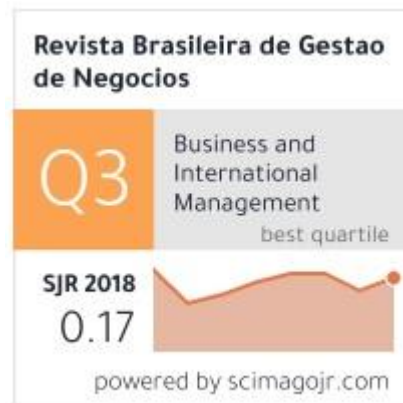 Revista Brasileira de Gestao
de Negocios
Q3
Business and
International
Management
best quartile
SJR 2018
0.17
powered by scimagojr.com